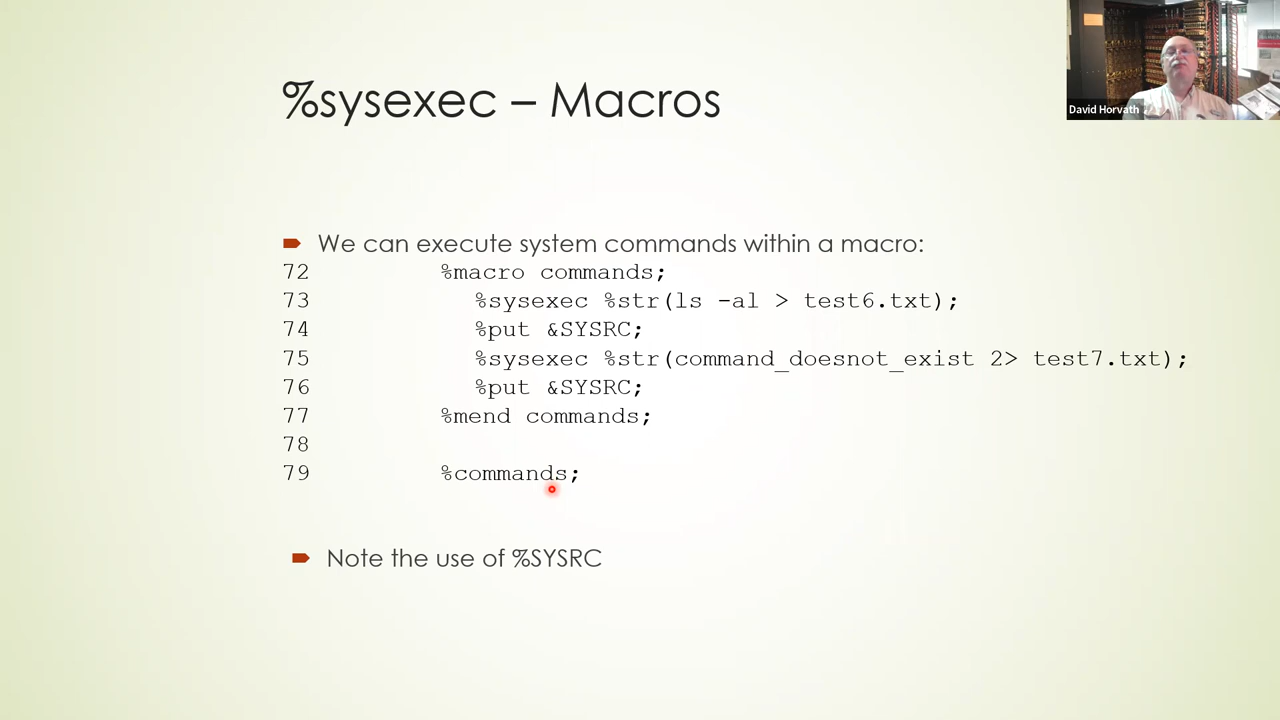 %sysexec – Macros
David Horvath
We can execute system commands within a macro:
72 %macro commands;
73 %sysexec %str(ls -al > test6.txt);
74 %put &SYSRC;
75 %sysexec %str(command_doesnot_exist 2> test7.txt);
76 %put &SYSRC;
77 %mend commands;
78
79 %commands;
Note the use of %SYSRC